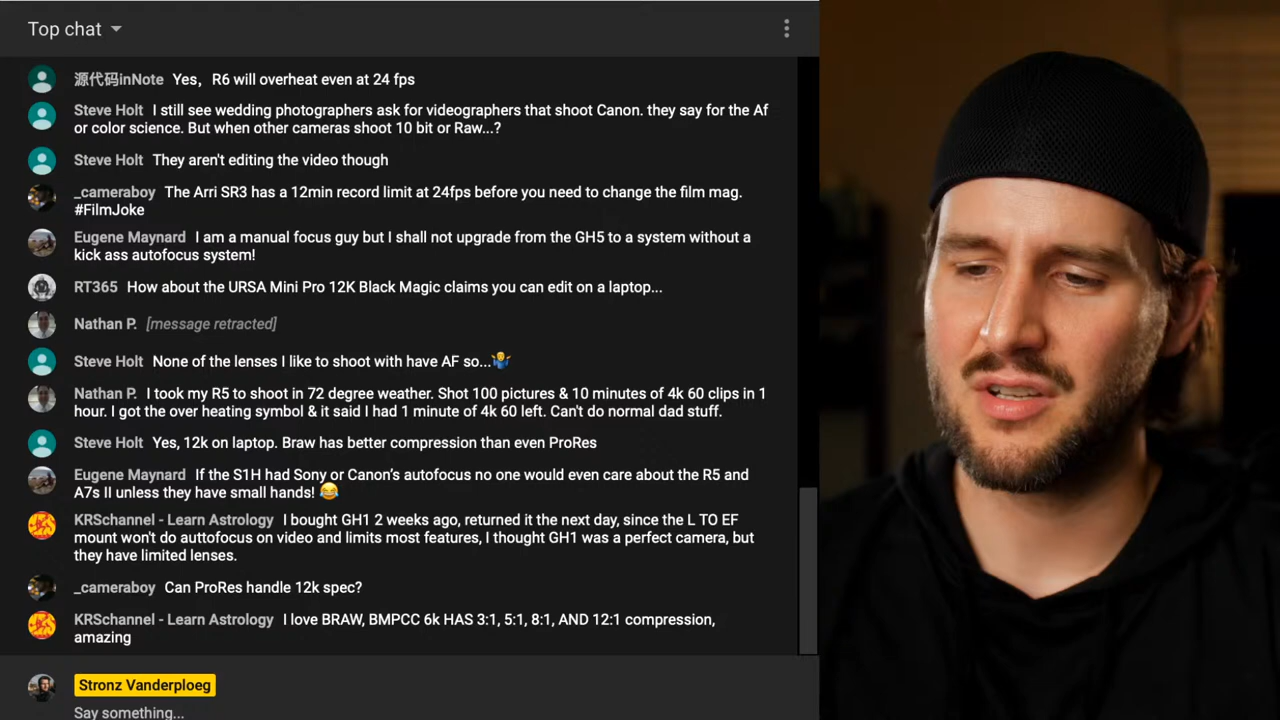 Top chat
源代码inNote Yes， R6 will overheat even at 24 fps
Steve Holt I still see wedding photographers ask for videographers that shoot Canon. they say for the Af
or color science. But when other cameras shoot 10 bit or Raw...?
Steve Holt They aren't editing the video though
_cameraboy The Arri SR3 has a 12min record limit at 24fps before you need to change the film mag.
#FilmJoke
Eugene Maynard I am a manual focus guy but I shall not upgrade from the GH5 to a system without a
kick ass autofocus system!
RT365 How about the URSA Mini Pro 12K Black Magic claims you can edit on a laptop...
Nathan P. [message retracted]
Steve Holt None of the lenses I like to shoot with have AF so...🤷‍♂️
Nathan P. I took my R5 to shoot in 72 degree weather. Shot 100 pictures & 10 minutes of 4k 60 clips in 1
hour. I got the over heating symbol & it said I had 1 minute of 4k 60 left. Can't do normal dad stuff.
Steve Holt Yes, 12k on laptop. Braw has better compression than even ProRes
Eugene Maynard If the S1H had Sony or Canon's autofocus no one would even care about the R5 and
A7s II unless they have small hands! 😂
KRSchannel - Learn Astrology I bought GH1 2 weeks ago, returned it the next day, since the L TO EF
mount won't do auttofocus on video and limits most features, I thought GH1 was a perfect camera, but
they have limited lenses.
_cameraboy Can ProRes handle 12k spec?
KRSchannel - Learn Astrology I love BRAW, BMPCC 6k HAS 3:1, 5:1, 8:1, AND 12:1 compression,
amazing
Stronz Vanderploeg
Say something...